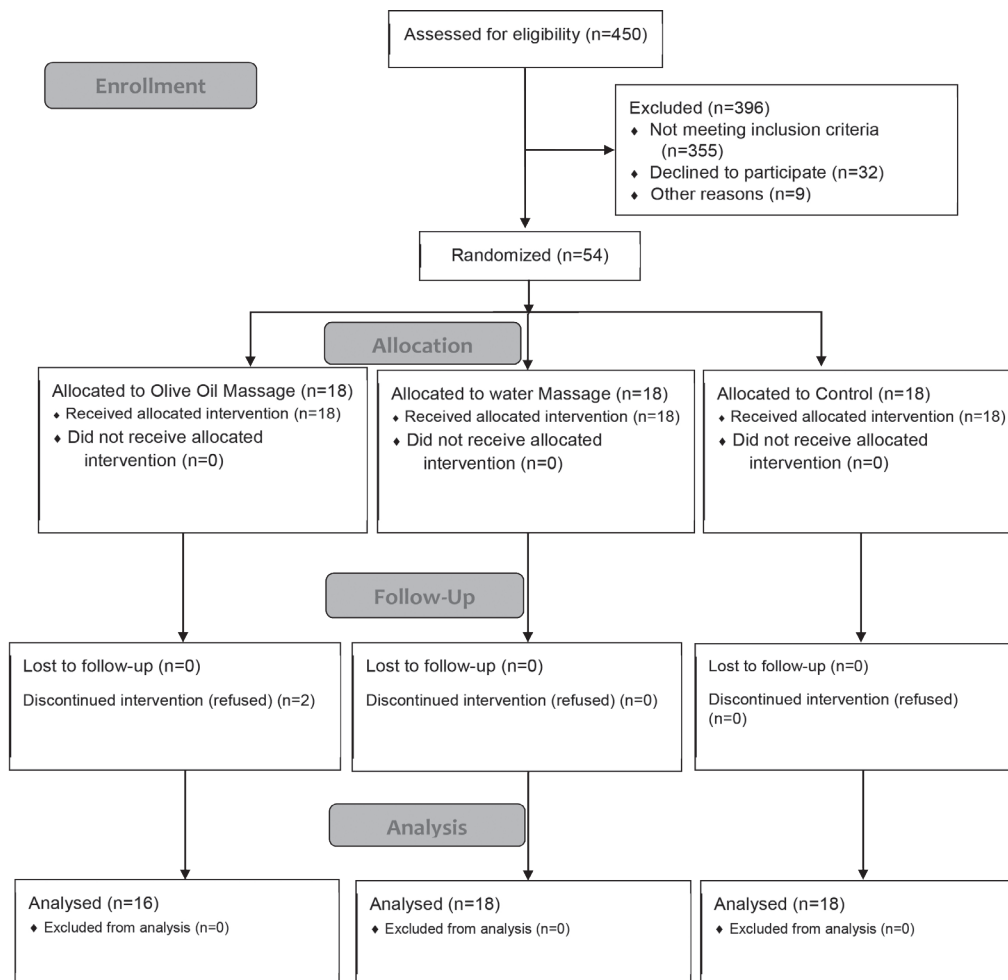 Assessed for eligibility (n=450)
Enrollment
Excluded (n=396)
♦ Not meeting inclusion criteria
(n=355)
♦ Declined to participate (n=32)
♦ Other reasons (n=9)
Randomized (n=54)
Allocation
Allocated to Olive Oil Massage (n=18)
♦ Received allocated intervention (n=18)
♦ Did not receive allocated
intervention (n=0)
Allocated to water Massage (n=18)
♦ Received allocated intervention (n=18)
♦ Did not receive allocated
intervention (n=0)
Allocated to Control (n=18)
♦ Received allocated intervention (n=18)
♦ Did not receive allocated
intervention (n=0)
Follow-Up
Lost to follow-up (n=0)
Discontinued intervention (refused) (n=2)
Lost to follow-up (n=0)
Discontinued intervention (refused) (n=0)
Lost to follow-up (n=0)
Discontinued intervention (refused)
(n=0)
Analysis
Analysed (n=16)
♦ Excluded from analysis (n=0)
Analysed (n=18)
♦ Excluded from analysis (n=0)
Analysed (n=18)
♦ Excluded from analysis (n=0)